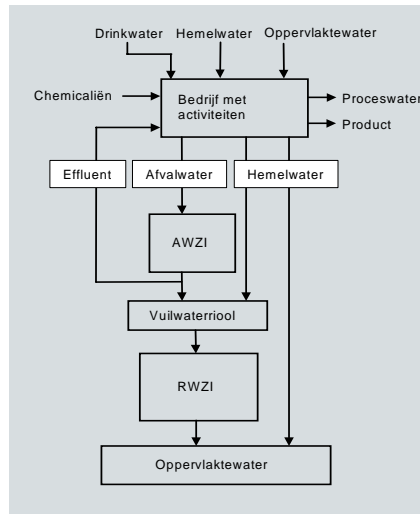 Drinkwater Hemelwater Oppervlaktewater
Chemicaliën
Bedrijf met
activiteiten
Proceswater
Product
Effluent Afvalwater Hemelwater
AWZI
Vuilwaterriool
RWZI
Oppervlaktewater